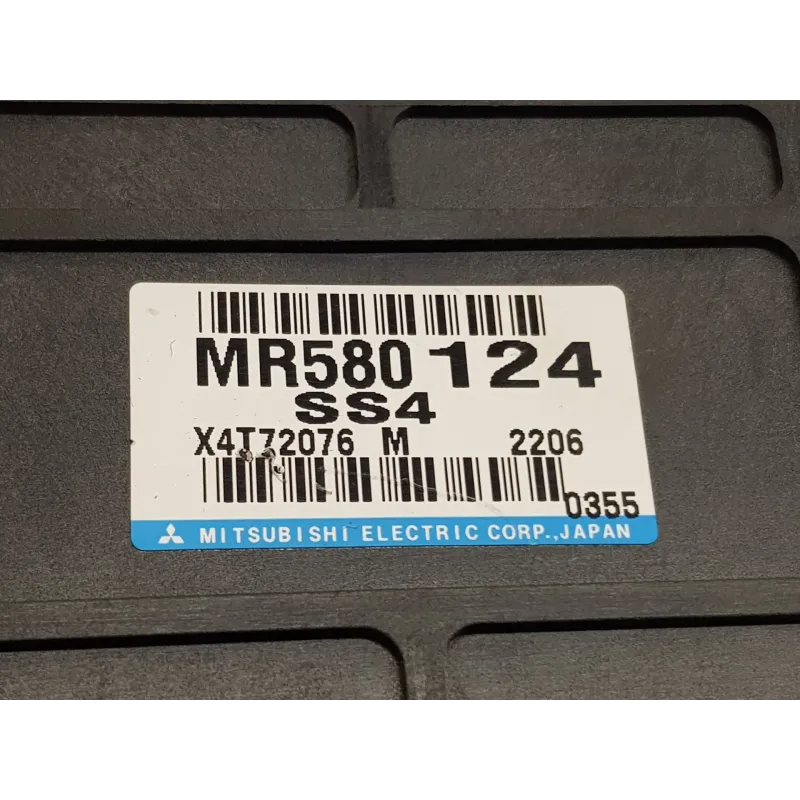 MR580 124
SS4
X4T72076 M 2206
0355
MITSUBISHI ELECTRIC CORP.,JAPAN